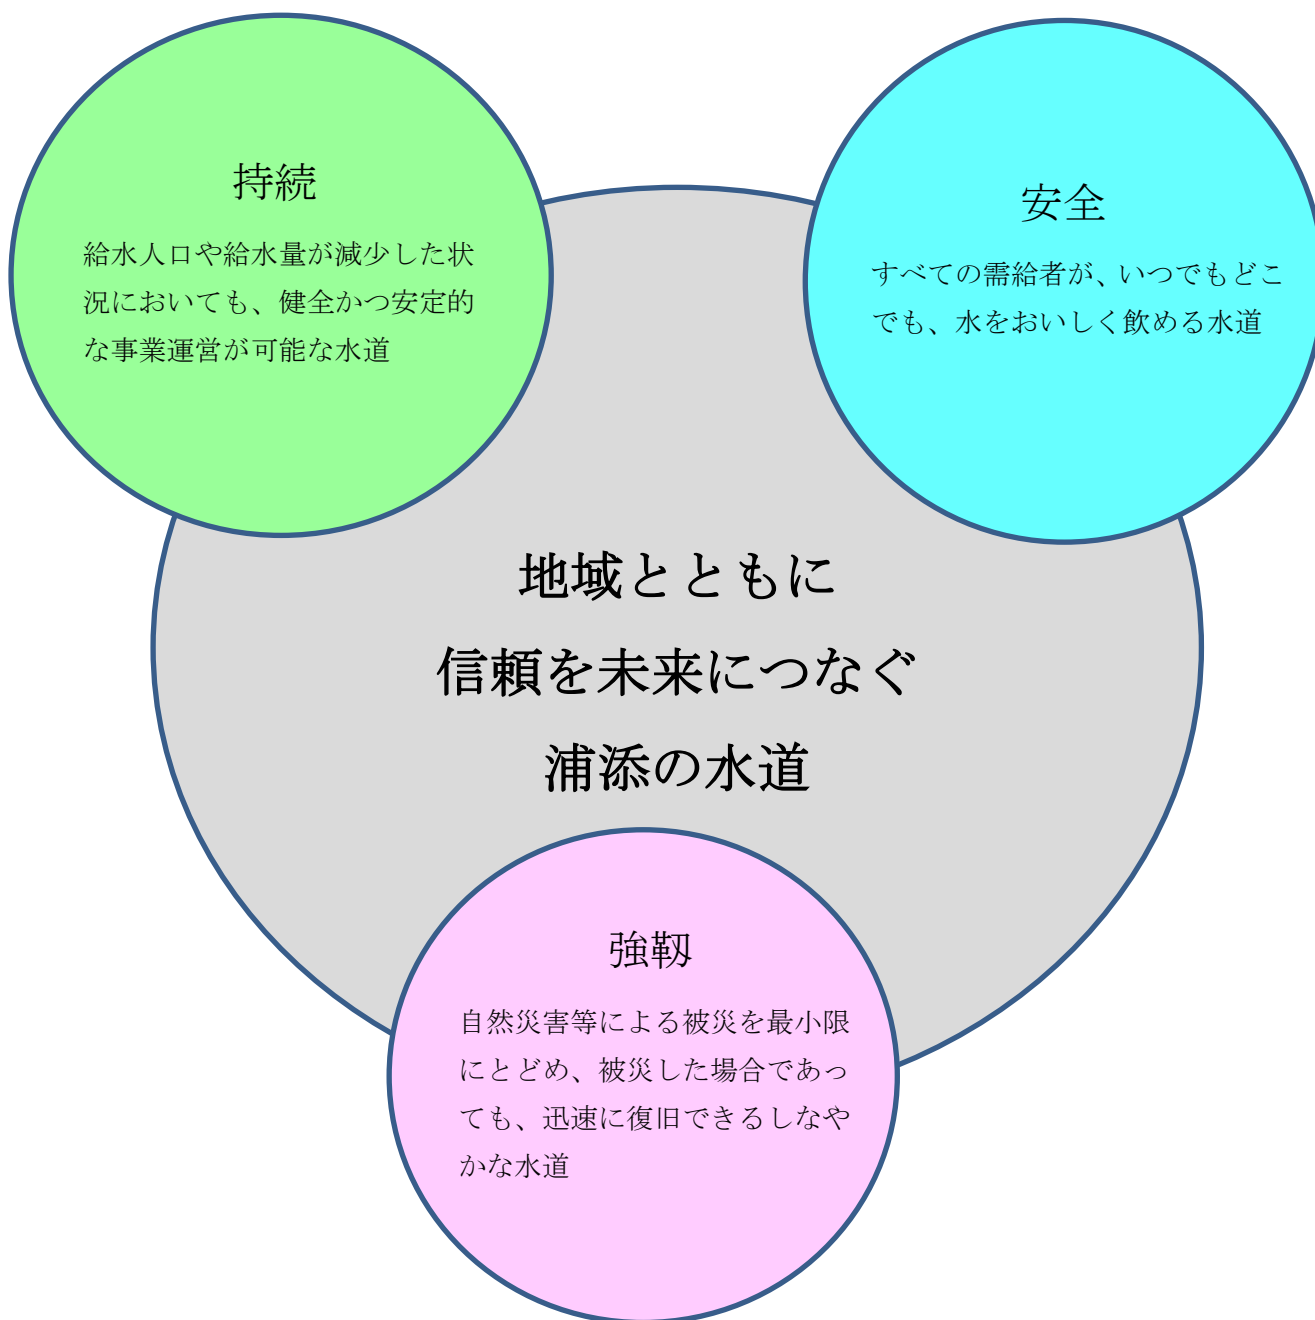 持続
給水人口や給水量が減少した状
況においても、健全かつ安定的
な事業運営が可能な水道
安全
すべての需給者が、いつでもどこ
でも、水をおいしく飲める水道
地域とともに
信頼を未来につなぐ
浦添の水道
強靱
自然災害等による被災を最小限
にとどめ、被災した場合であっ
ても、迅速に復旧できるしなや
かな水道